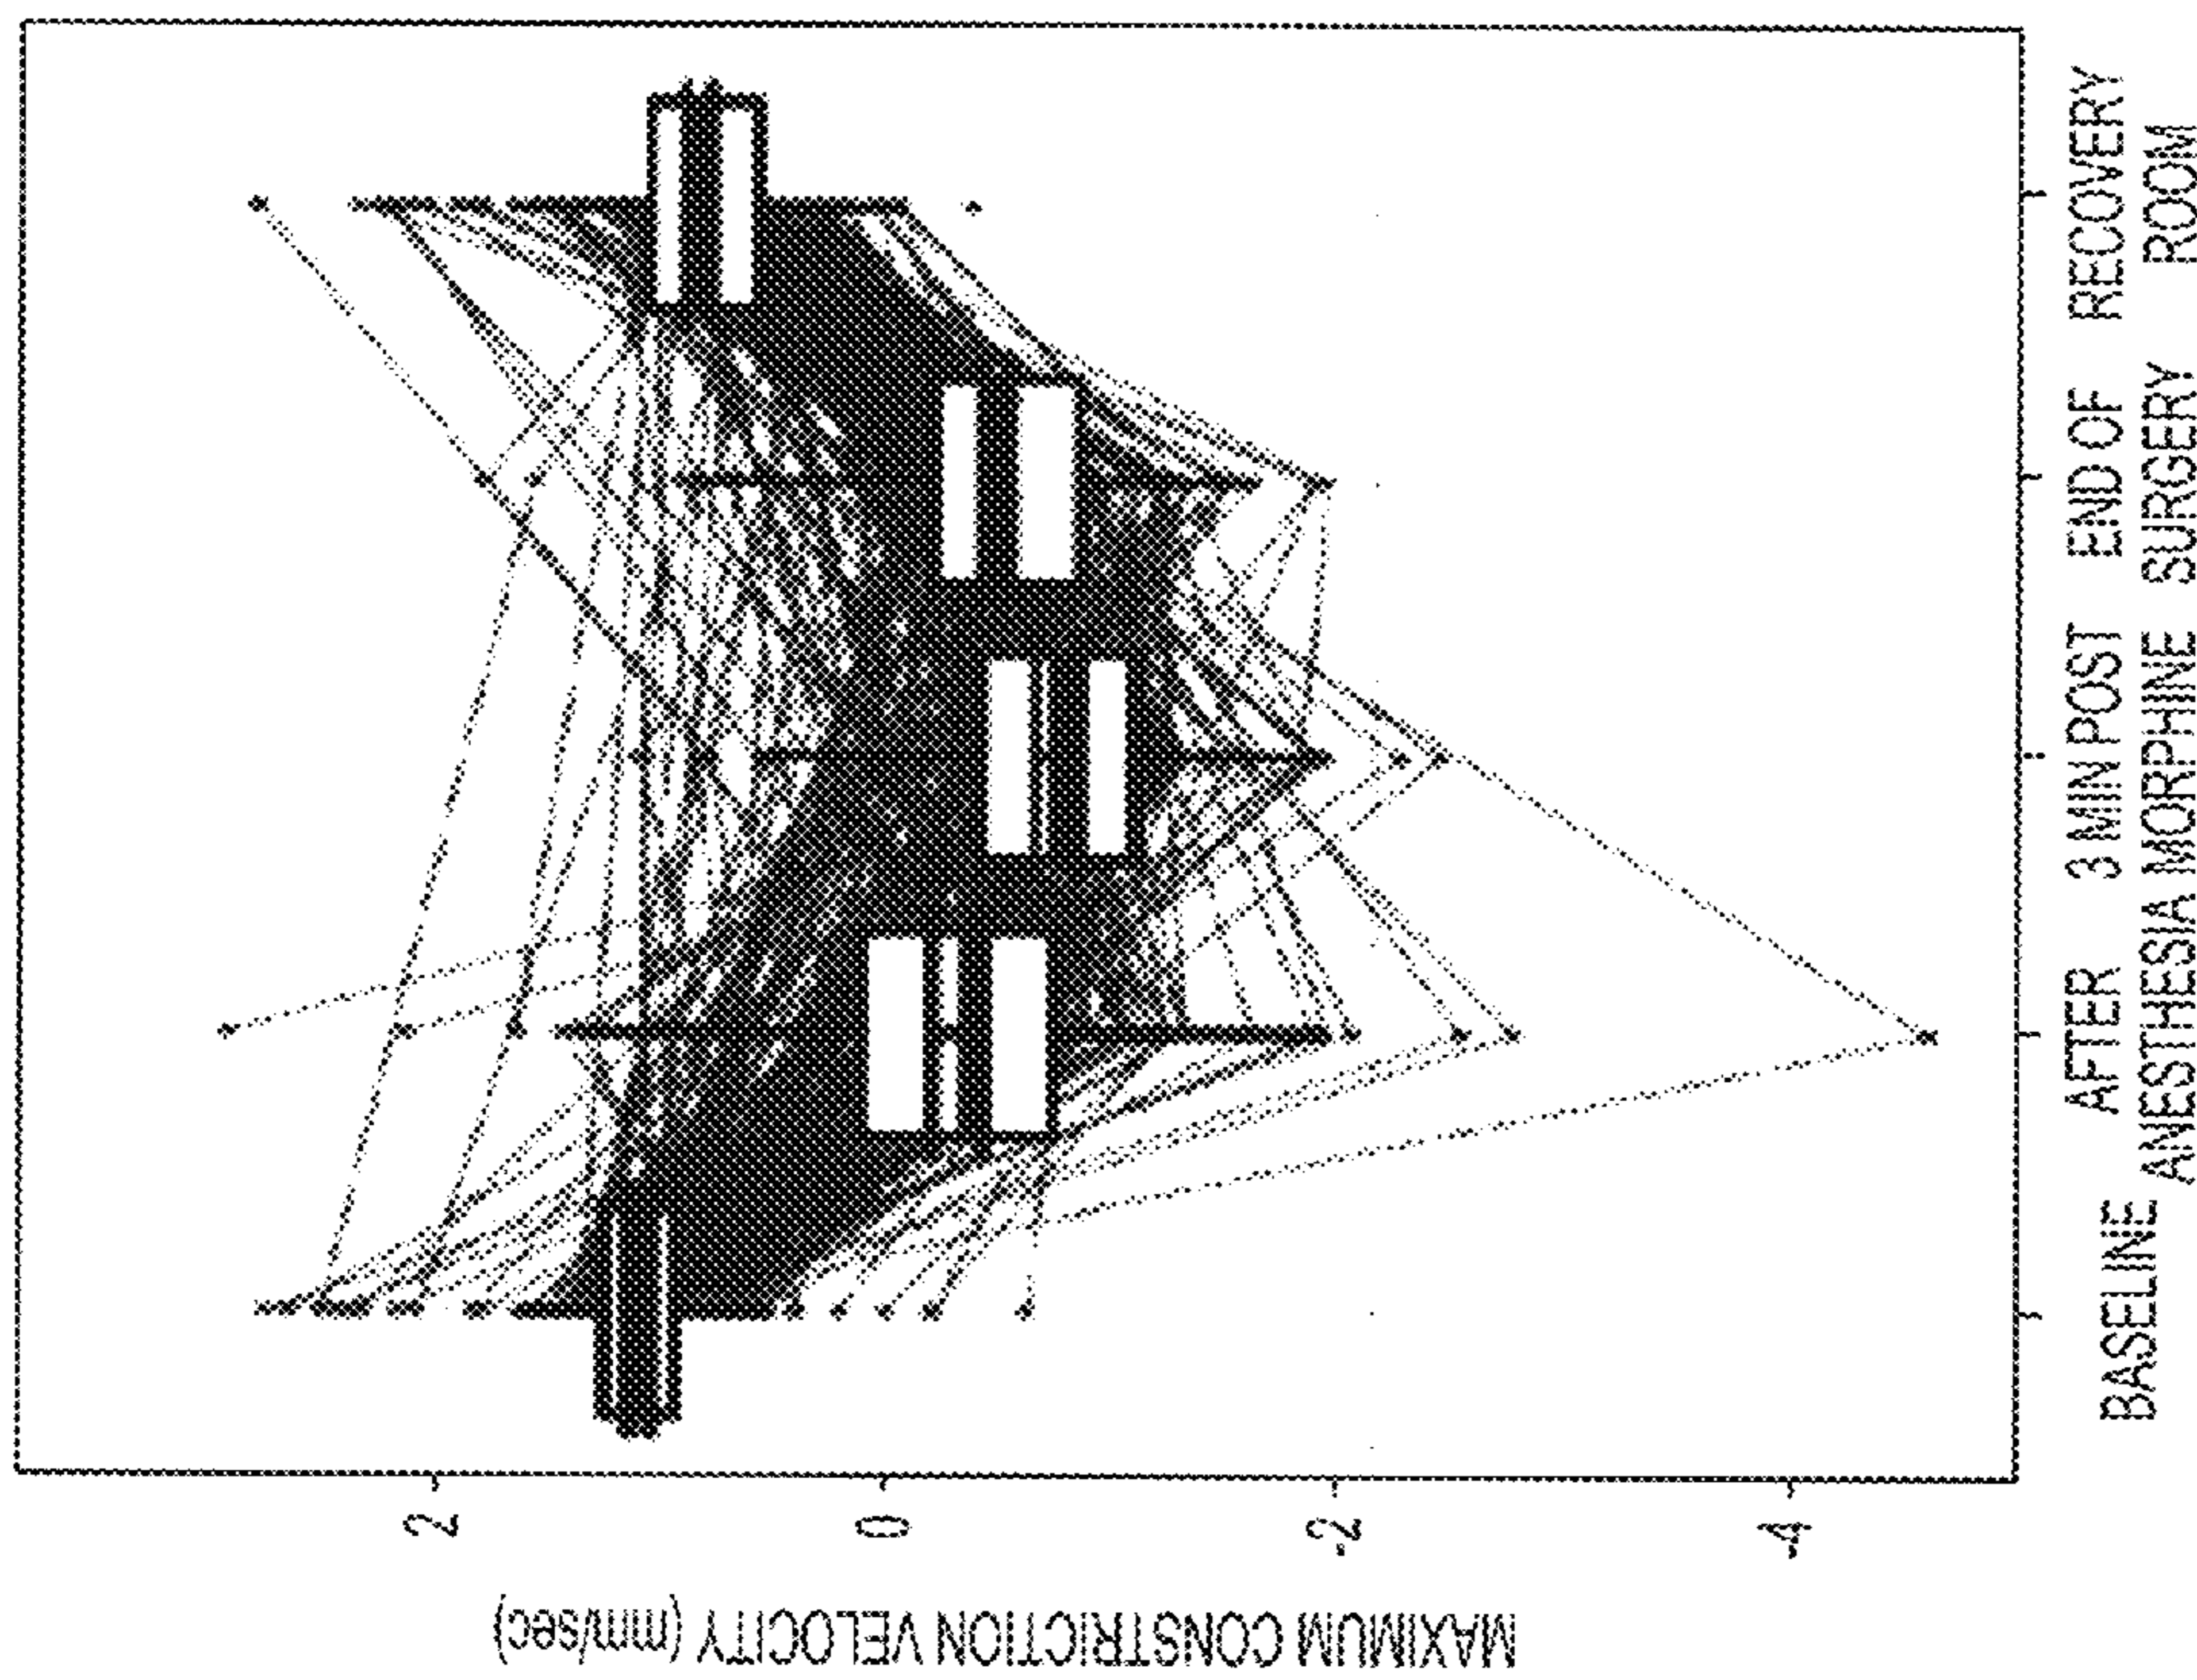 MAXIMUM CONSTRICTION VELOCITY (mm/sec)
2
0
-2
-4
BASELINE
AFTER
ANESTHESIA
3 MIN POST
MORPHINE
END OF
SURGERY
RECOVERY
ROOM